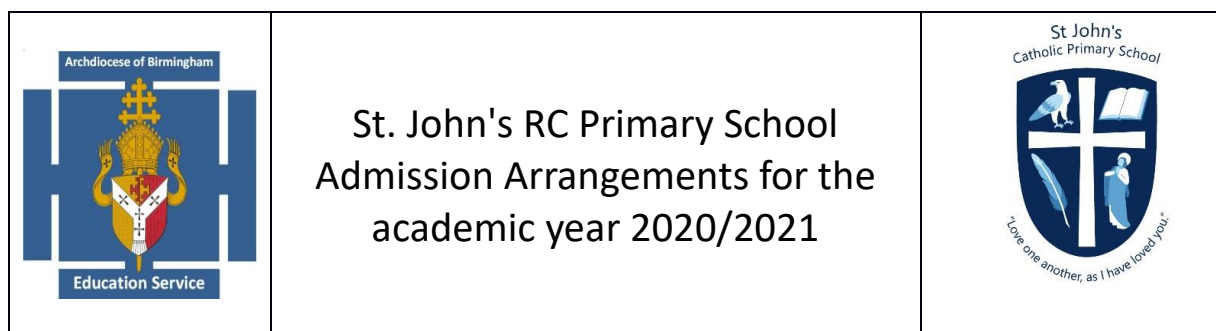 Archdiocese of Birmingham
Education Service
St. John's RC Primary School
Admission Arrangements for the
academic year 2020/2021
St John's
Catholic Primary School
"Love one another, as I have loved you."